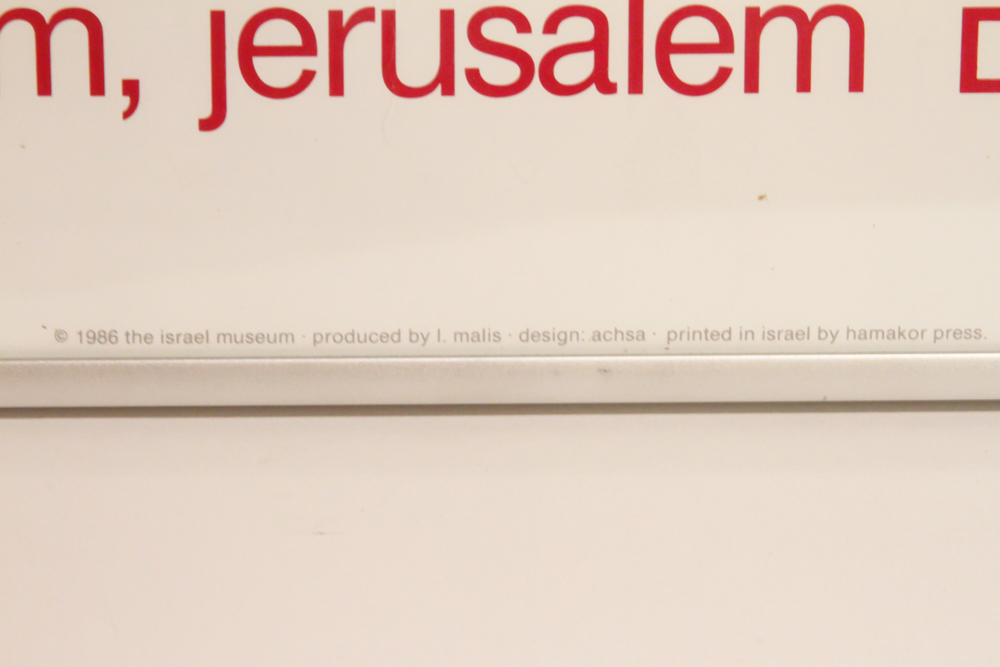 m, jerusalem
© 1986 the israel museum · produced by l. malis · design: achsa · printed in israel by hamakor press.